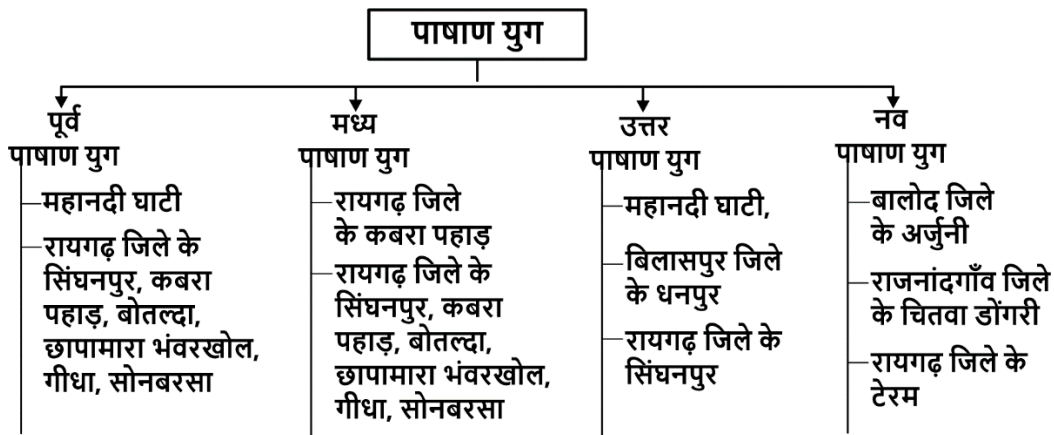 पाषाण युग
पूर्व
पाषाण युग
महानदी घाटी
रायगढ़ जिले के
सिंघनपुर, कबरा
पहाड़, बोतल्दा,
छापामारा भंवरखोल,
गीधा, सोनबरसा
मध्य
पाषाण युग
रायगढ़ जिले
के कबरा पहाड़
रायगढ़ जिले के
सिंघनपुर, कबरा
पहाड़, बोतल्दा,
छापामारा भंवरखोल,
गीधा, सोनबरसा
उत्तर
पाषाण युग
महानदी घाटी,
बिलासपुर जिले
के धनपुर
रायगढ़ जिले के
सिंघनपुर
नव
पाषाण युग
बालोद जिले
के अर्जुनी
राजनांदगाँव जिले
के चितवा डोंगरी
रायगढ़ जिले के
टेरम